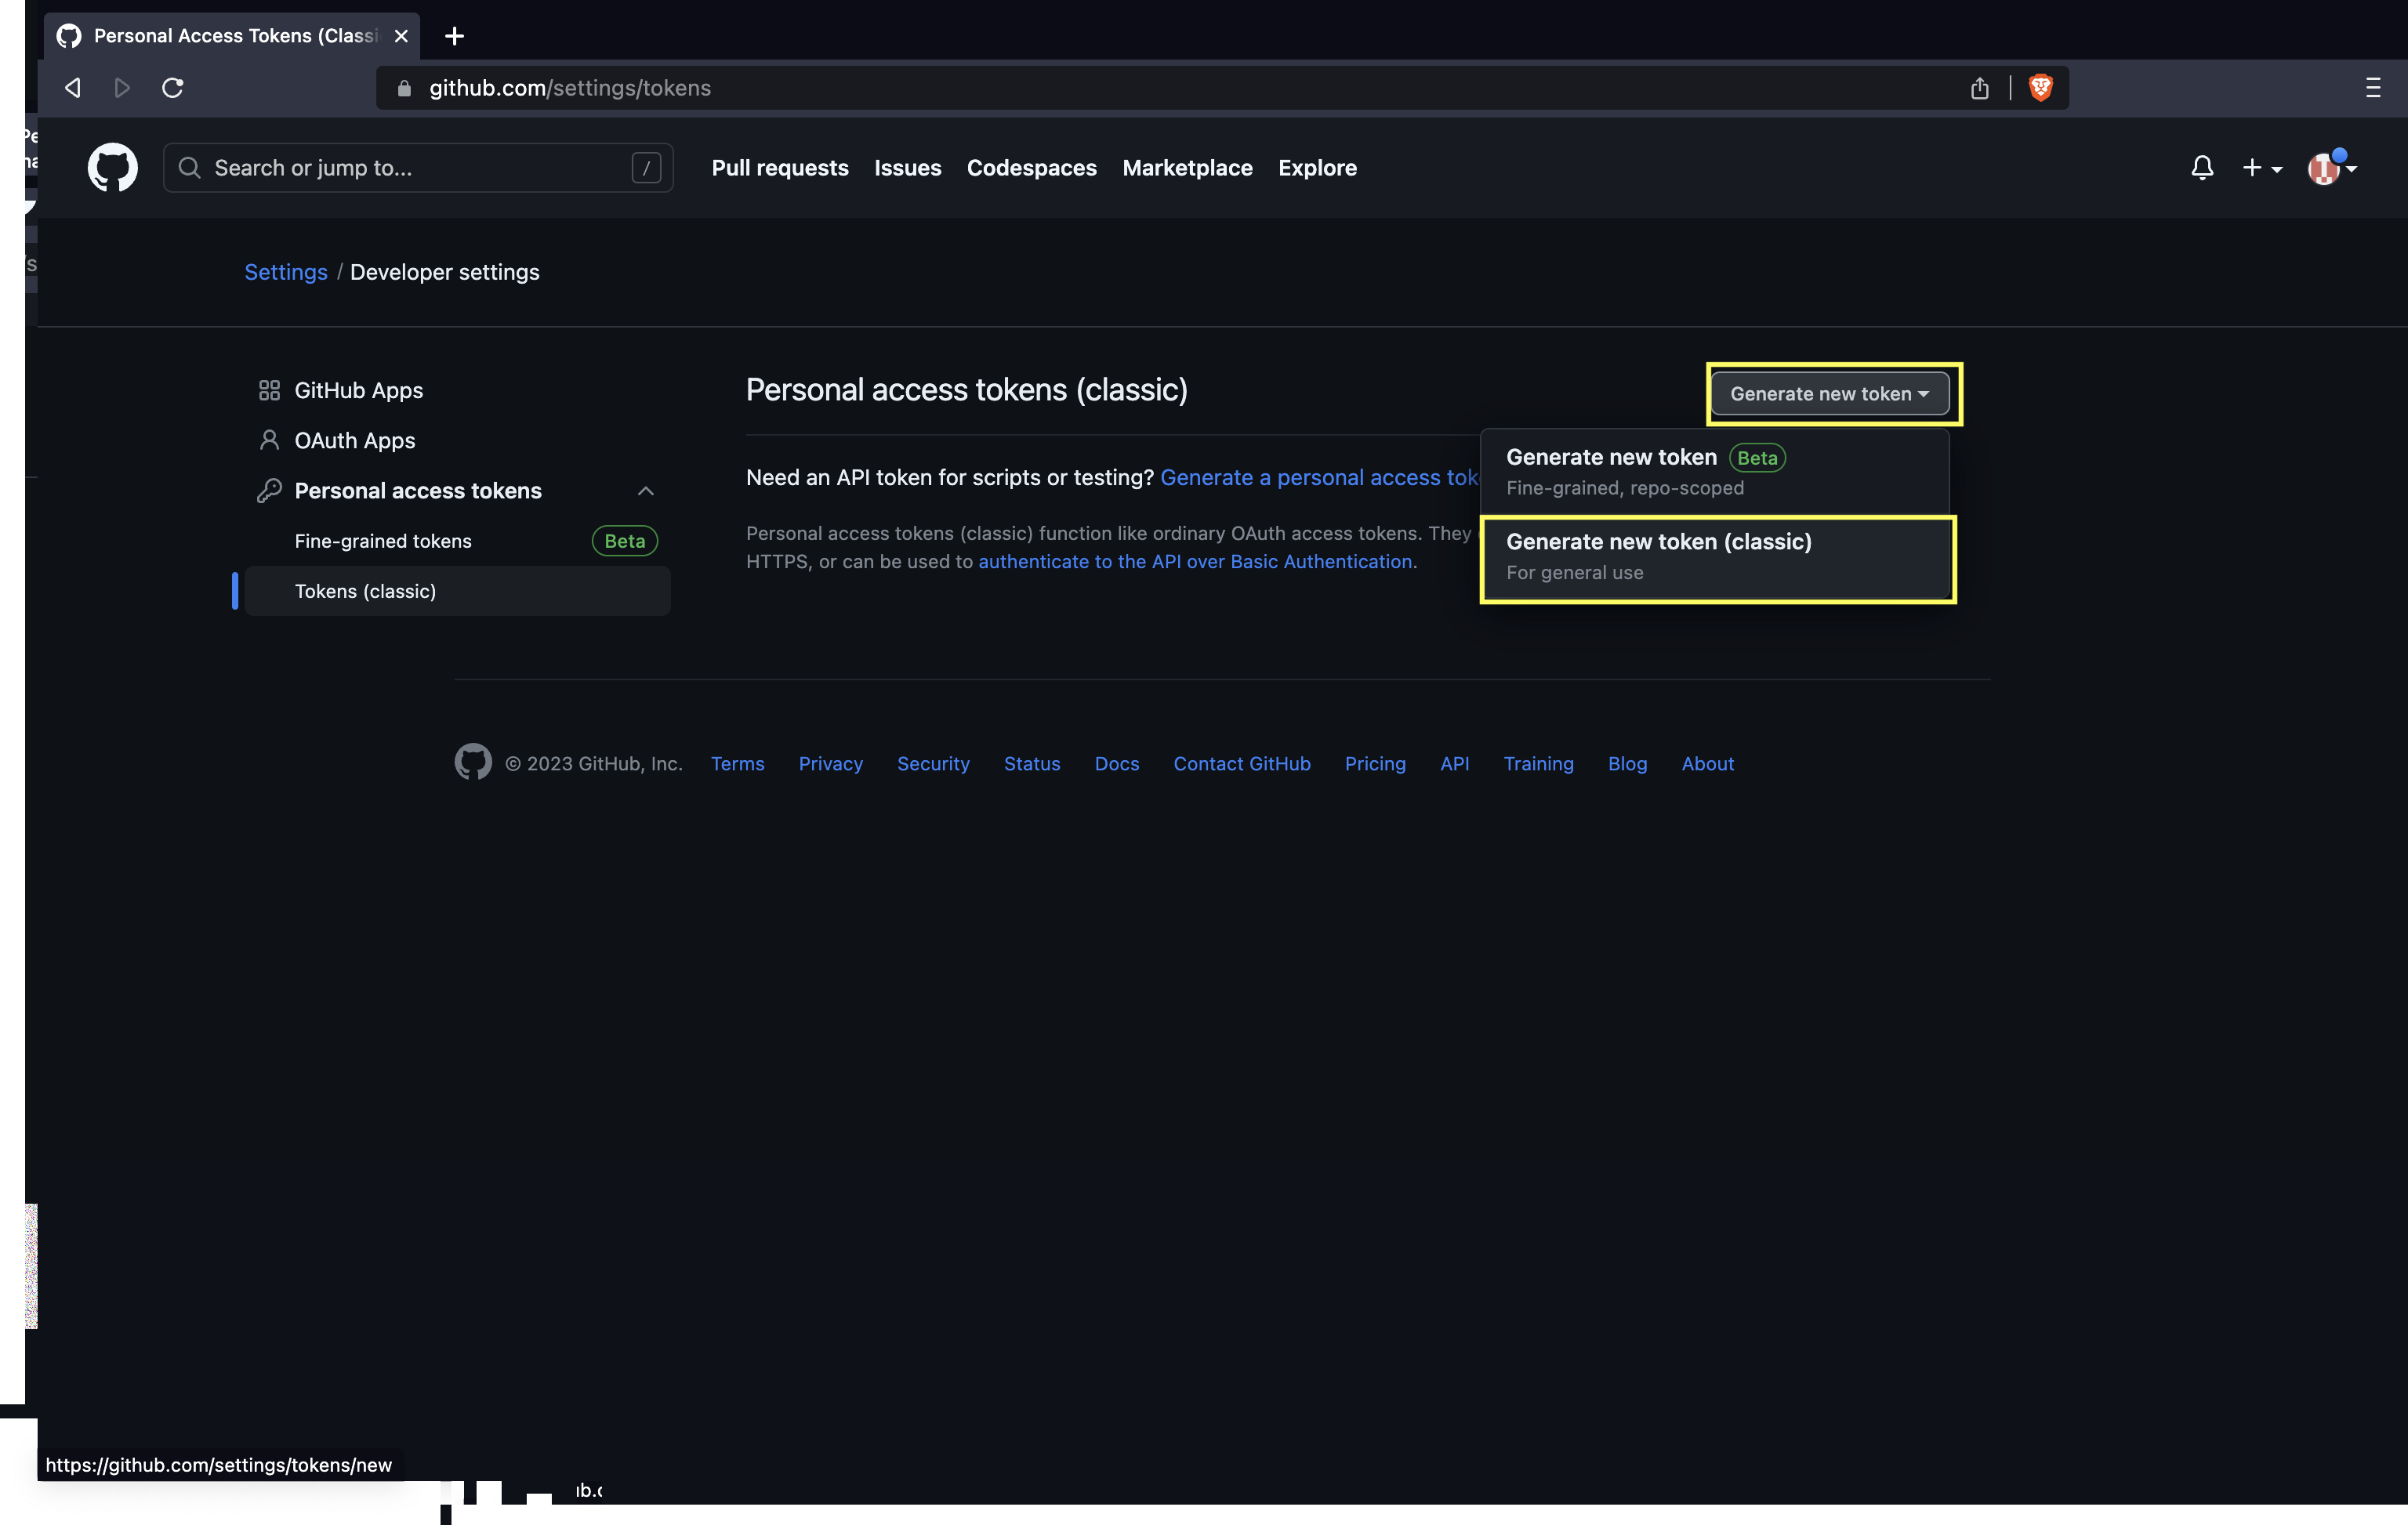 Personal Access Tokens (Classi
github.com/settings/tokens
Search or jump to... /
Pull requests Issues Codespaces Marketplace Explore
Settings / Developer settings
GitHub Apps
OAuth Apps
Personal access tokens
Fine-grained tokens Beta
Tokens (classic)
Personal access tokens (classic)
Generate new token
Need an API token for scripts or testing? Generate a personal access tok
Personal access tokens (classic) function like ordinary OAuth access tokens. They
HTTPS, or can be used to authenticate to the API over Basic Authentication.
Generate new token Beta
Fine-grained, repo-scoped
Generate new token (classic)
For general use
© 2023 GitHub, Inc. Terms Privacy Security Status Docs Contact GitHub Pricing API Training Blog About
https://github.com/settings/tokens/new